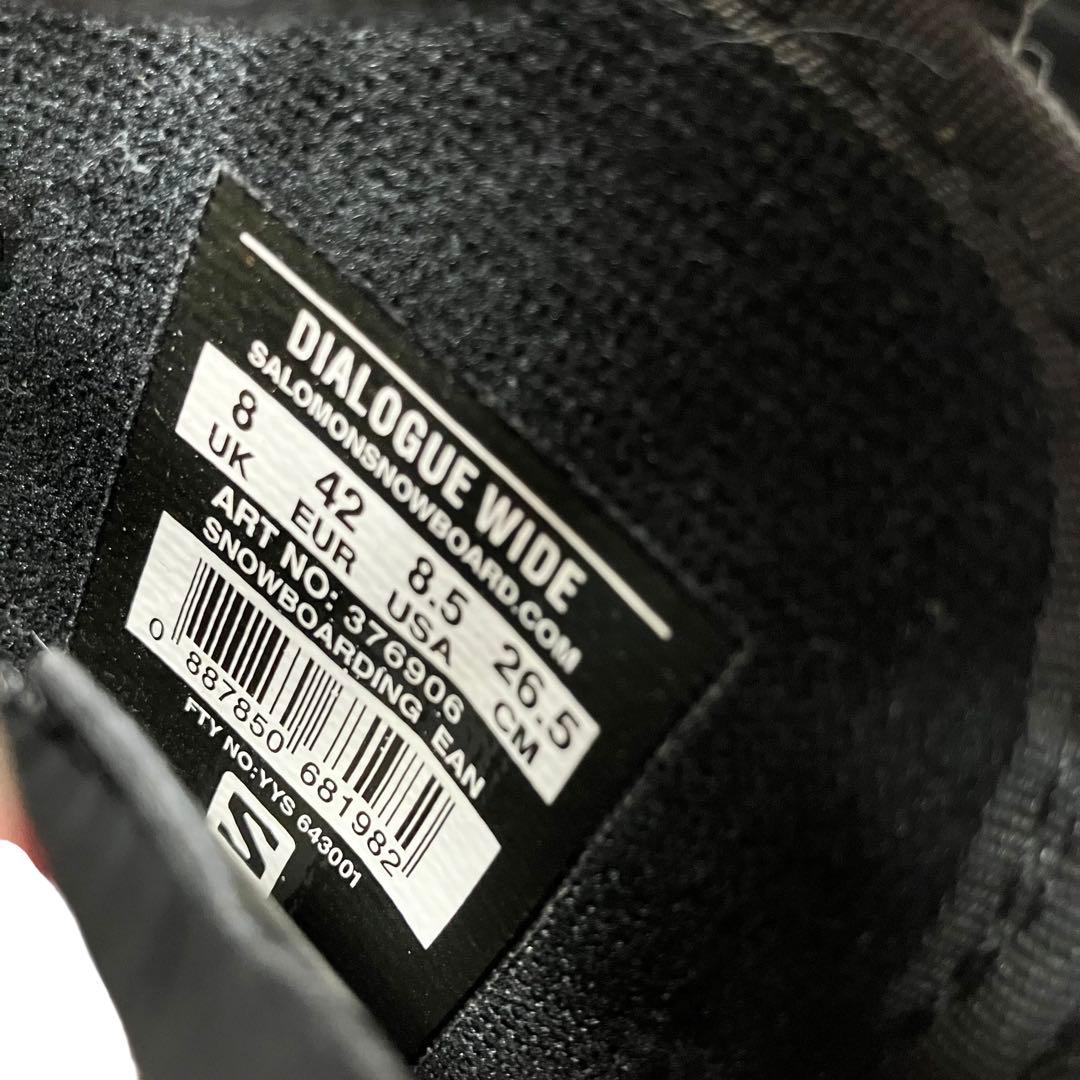 DIALOGUE WIDE
SALOMONSNOWBOARD.COM
8 42 8.5 26.5
UK EUR USA CM
ART NO: 376906
SNOWBOARDING EAN
0 887850 681982
FTY NO:YYS 643001